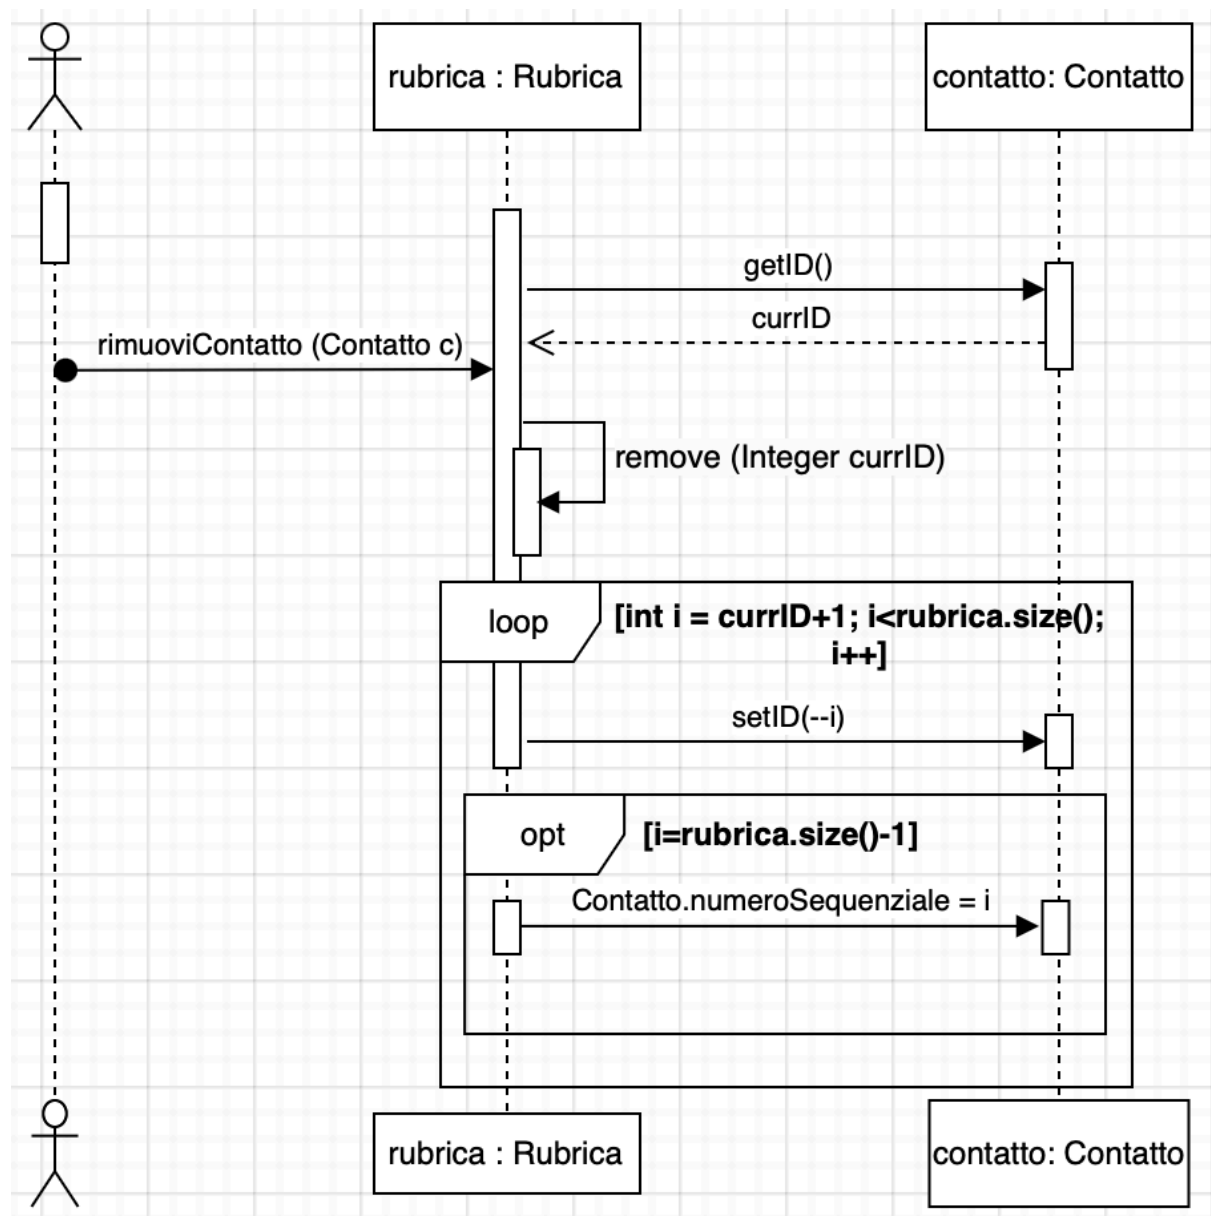 rubrica : Rubrica
contatto: Contatto
getID()
currID
rimuoviContatto (Contatto c)
remove (Integer currID)
loop
[int i = currID+1; i<rubrica.size();
i++]
setID(--i)
opt
[i=rubrica.size()-1]
Contatto.numeroSequenziale = i
rubrica : Rubrica
contatto: Contatto